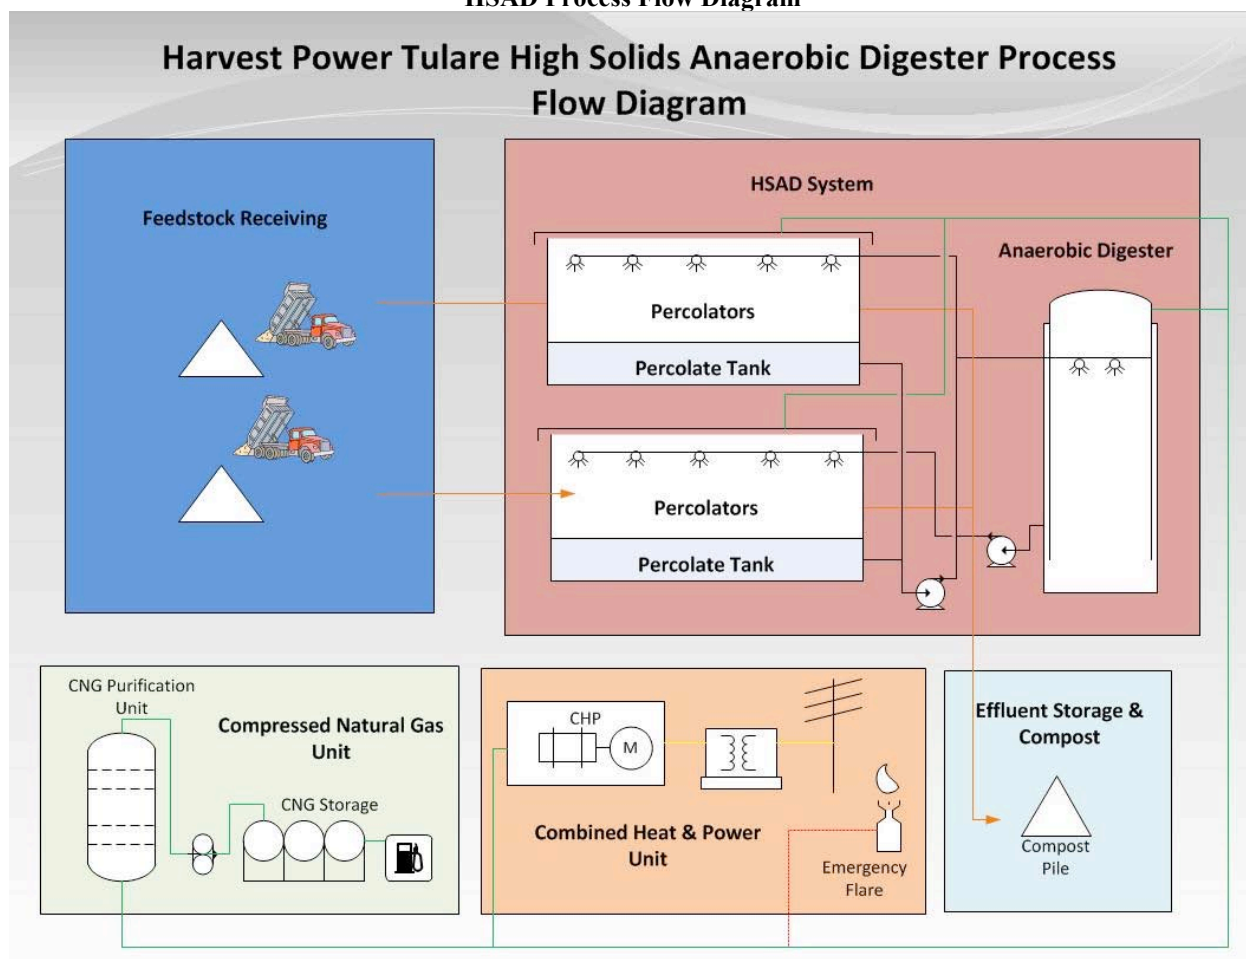 HSAD Process Flow Diagram
Harvest Power Tulare High Solids Anaerobic Digester Process
Flow Diagram
Feedstock Receiving
HSAD System
Anaerobic Digester
Percolators
Percolate Tank
Percolators
Percolate Tank
CNG Purification
Unit
Compressed Natural Gas
Unit
CNG Storage
CHP
M
Combined Heat & Power
Unit
Emergency
Flare
Effluent Storage &
Compost
Compost
Pile